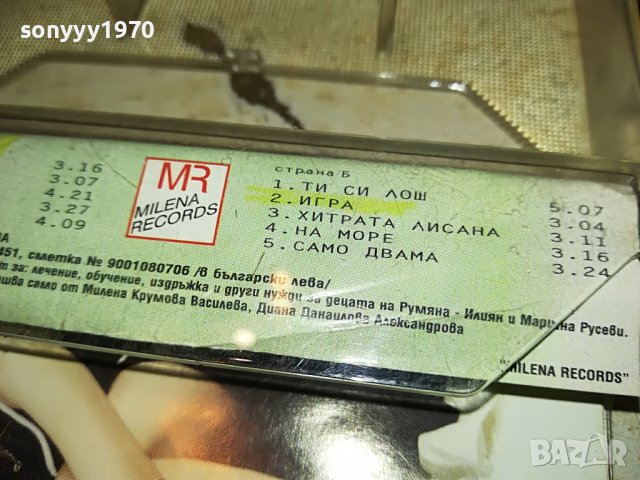 sonyyy1970
3.16
3.07
4.21
3.27
4.09
MR
MILENA
RECORDS
страна Б
1. ТИ СИ ЛОШ 5.07
2. ИГРА 3.04
3. ХИТРАТА ЛИСАНА 3.11
4. НА МОРЕ 3.16
5. САМО ДВАМА 3.24
451, сметка № 9001080706 /в български лева/
за: лечение, обучение, издръжка и други нужди за децата на Румяна - Илиян и Марина Русеви.
само от Милена Крумова Василева, Диана Данаилова Александрова
"MILENA RECORDS"
BAZAR